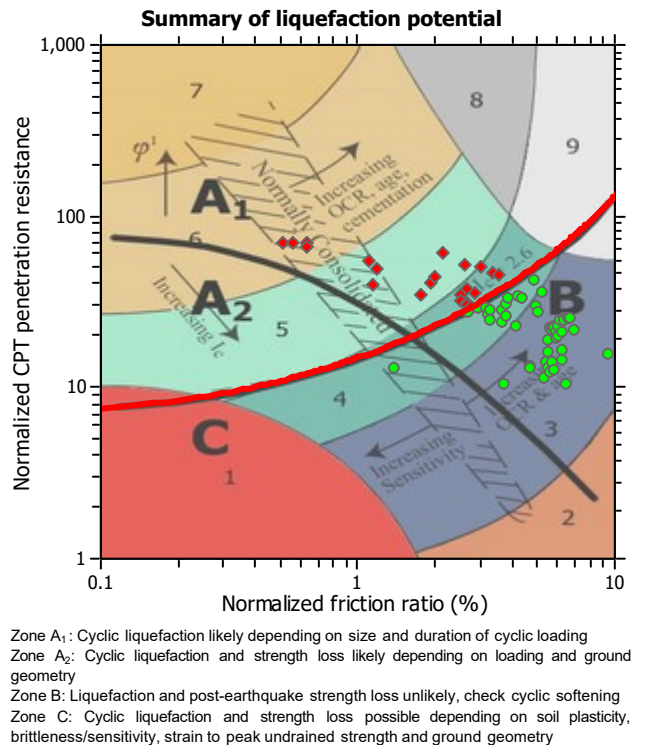 Summary of liquefaction potential
Normalized CPT penetration resistance
1,000
100
10
1
0.1
1
10
Normalized friction ratio (%)
7
8
9
φ'
A1
Increasing
OCR, age,
cementation
Normally Consolidated
6
A2
Increasing Ic
5
2.6
B
4
Increasing
OCR & age
3
C
1
Increasing
Sensitivity
2
Zone A1: Cyclic liquefaction likely depending on size and duration of cyclic loading
Zone A2: Cyclic liquefaction and strength loss likely depending on loading and ground
geometry
Zone B: Liquefaction and post-earthquake strength loss unlikely, check cyclic softening
Zone C: Cyclic liquefaction and strength loss possible depending on soil plasticity,
brittleness/sensitivity, strain to peak undrained strength and ground geometry